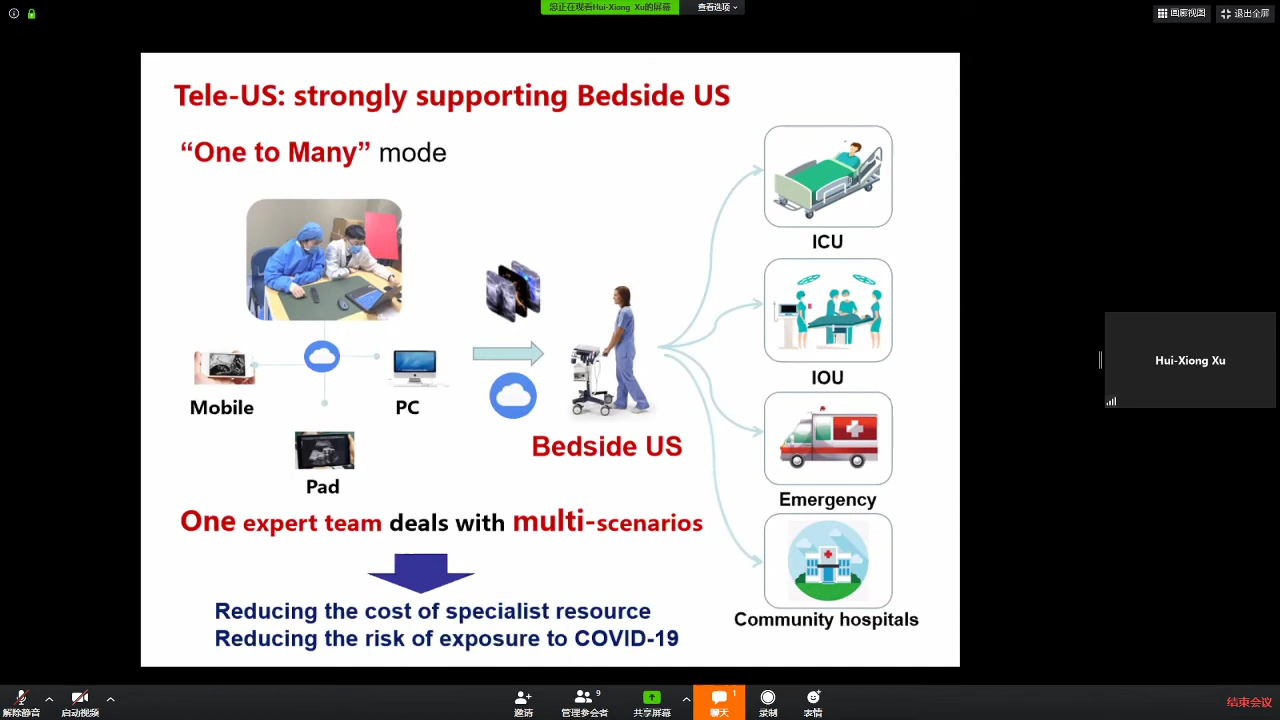 您正在观看Hui-Xiong Xu的屏幕
查看选项
画廊视图
退出全屏
Tele-US: strongly supporting Bedside US
“One to Many” mode
ICU
IOU
Mobile
PC
Bedside US
Pad
Emergency
One expert team deals with multi-scenarios
Reducing the cost of specialist resource
Reducing the risk of exposure to COVID-19
Community hospitals
Hui-Xiong Xu
解除静音
启动视频
邀请
9
管理参会者
共享屏幕
1
聊天
录制
表情
结束会议